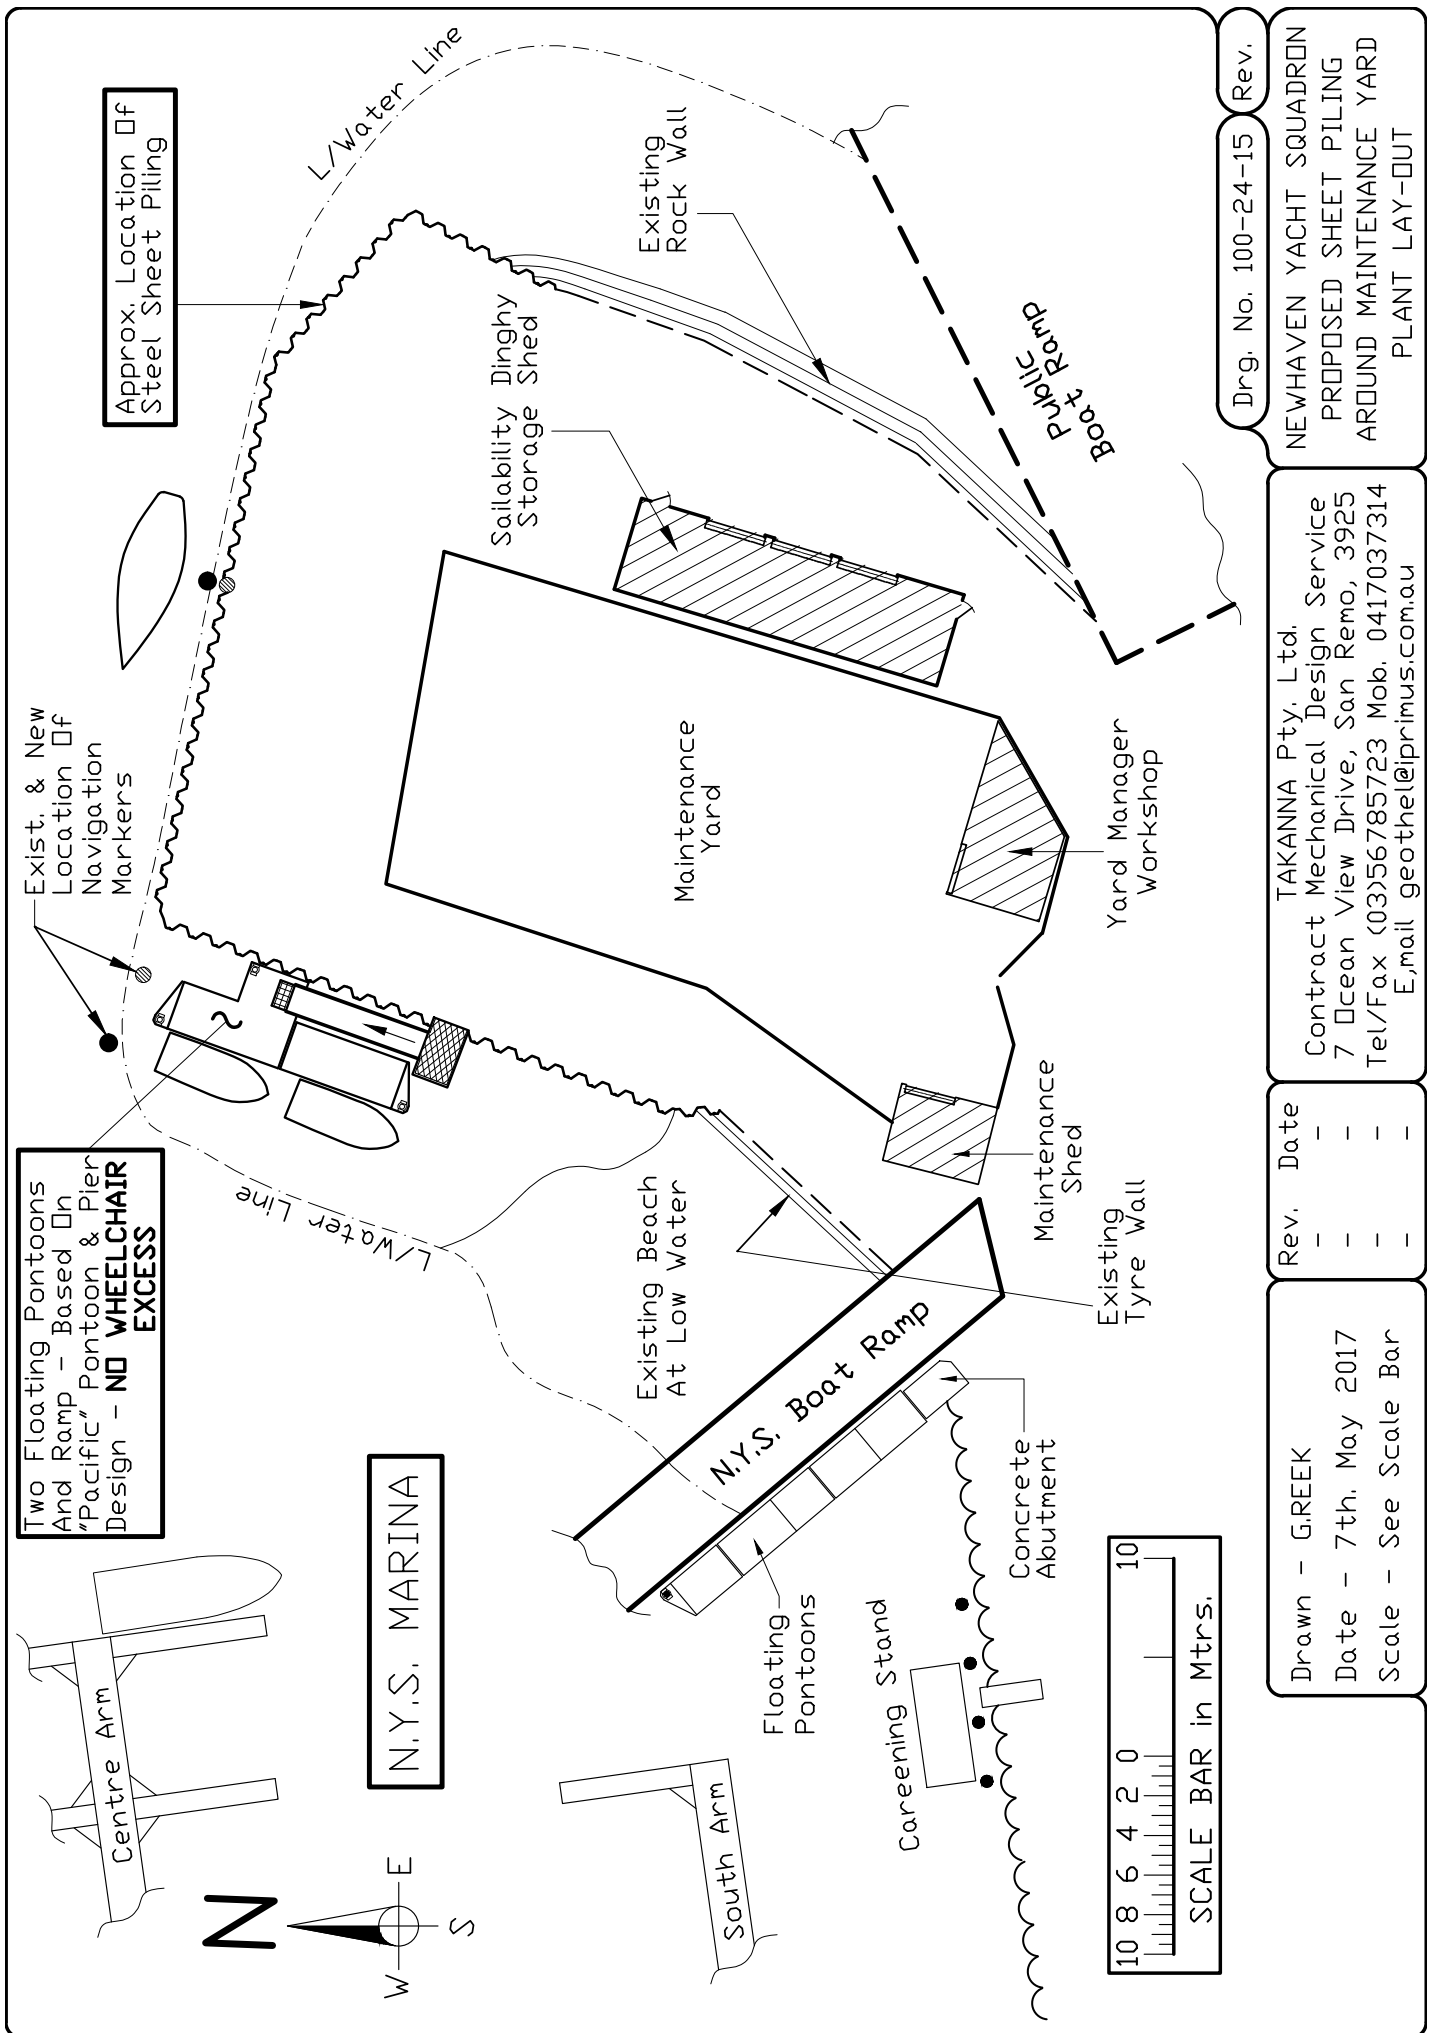 Two Floating Pontoons
And Ramp - Based On
"Pacific" Pontoon & Pier
Design - NO WHEELCHAIR
EXCESS
Exist. & New
Location Of
Navigation
Markers
Approx. Location Of
Steel Sheet Piling
L/Water Line
L/Water Line
Centre Arm
N.Y.S. MARINA
N
W
E
S
South Arm
Existing Beach
At Low Water
Maintenance
Yard
Sailability Dinghy
Storage Shed
Existing
Rock Wall
Public
Boat Ramp
N.Y.S. Boat Ramp
Floating
Pontoons
Careening Stand
Concrete
Abutment
Existing
Tyre Wall
Maintenance
Shed
Yard Manager
Workshop
10 8 6 4 2 0 10
SCALE BAR in Mtrs.
Drg. No. 100-24-15
Rev.
Drawn - G.REEK
Date - 7th. May 2017
Scale - See Scale Bar
Rev. Date
- -
- -
- -
- -
TAKANNA Pty. Ltd.
Contract Mechanical Design Service
7 Ocean View Drive, San Remo, 3925
Tel/Fax (03)56785723 Mob. 0417037314
E,mail geothel@iprimus.com.au
NEWHAVEN YACHT SQUADRON
PROPOSED SHEET PILING
AROUND MAINTENANCE YARD
PLANT LAY-OUT